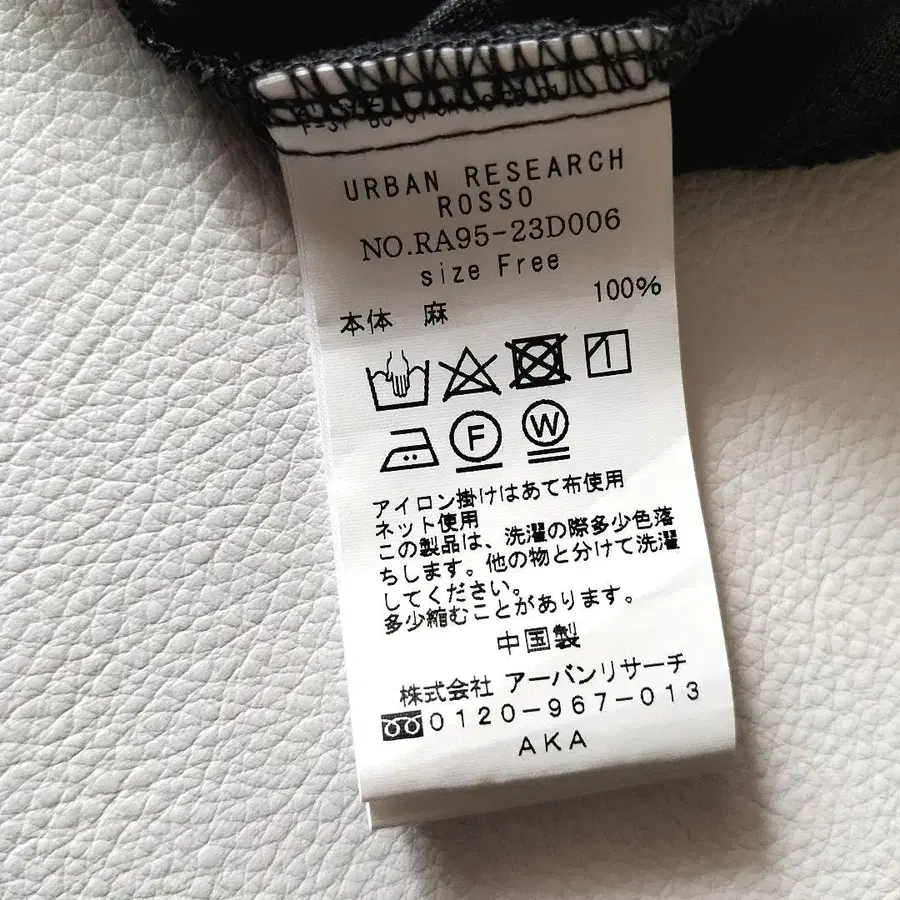 URBAN RESEARCH
ROSSO
NO.RA95-23D006
size Free
本体 麻 100%
F W
アイロン掛けはあて布使用
ネット使用
この製品は、洗濯の際多少色落
ちします。他の物と分けて洗濯
してください。
多少縮むことがあります。
中国製
株式会社 アーバンリサーチ
0120-967-013
AKA